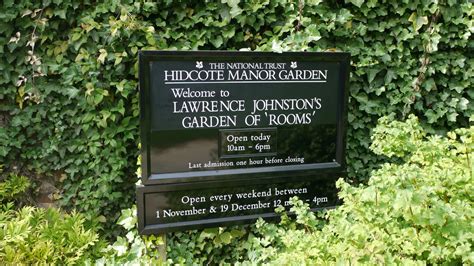 THE NATIONAL TRUST
HIDCOTE MANOR GARDEN
Welcome to
LAWRENCE JOHNSTON'S
GARDEN OF 'ROOMS'
Open today
10am - 6pm
Last admission one hour before closing
Open every weekend between
1 November & 19 December 12 - 4pm